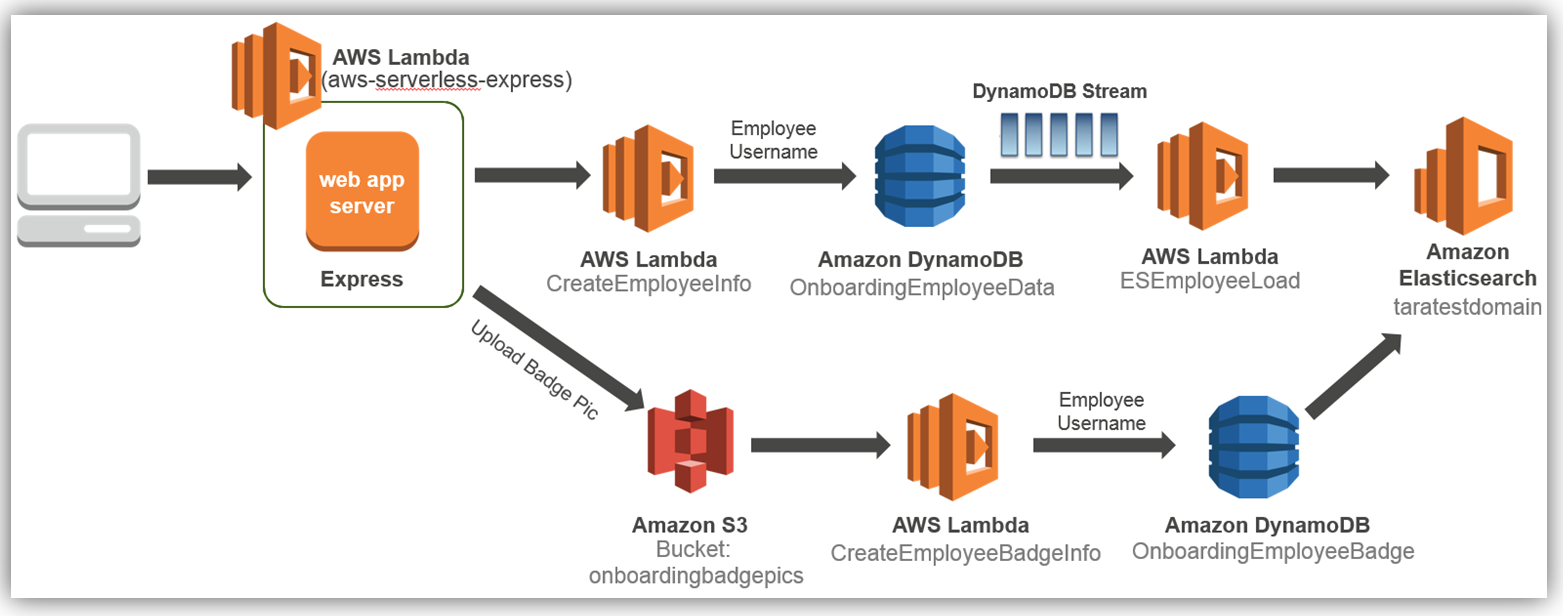 AWS Lambda
(aws-serverless-express)
web app
server
Express
AWS Lambda
CreateEmployeeInfo
Employee
Username
Amazon DynamoDB
OnboardingEmployeeData
DynamoDB Stream
AWS Lambda
ESEmployeeLoad
Amazon
Elasticsearch
taratestdomain
Upload Badge Pic
Amazon S3
Bucket:
onboardingbadgepics
AWS Lambda
CreateEmployeeBadgeInfo
Employee
Username
Amazon DynamoDB
OnboardingEmployeeBadge